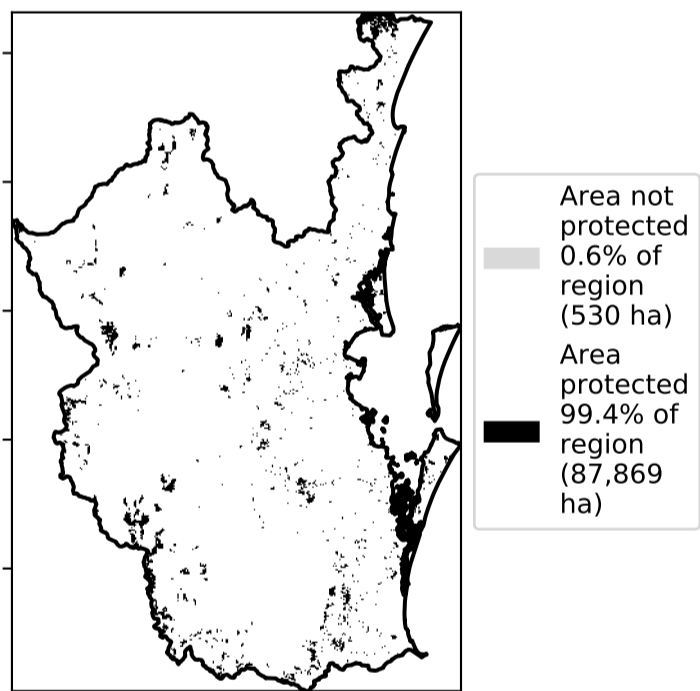 Area not
protected
0.6% of
region
(530 ha)
Area
protected
99.4% of
region
(87,869
ha)